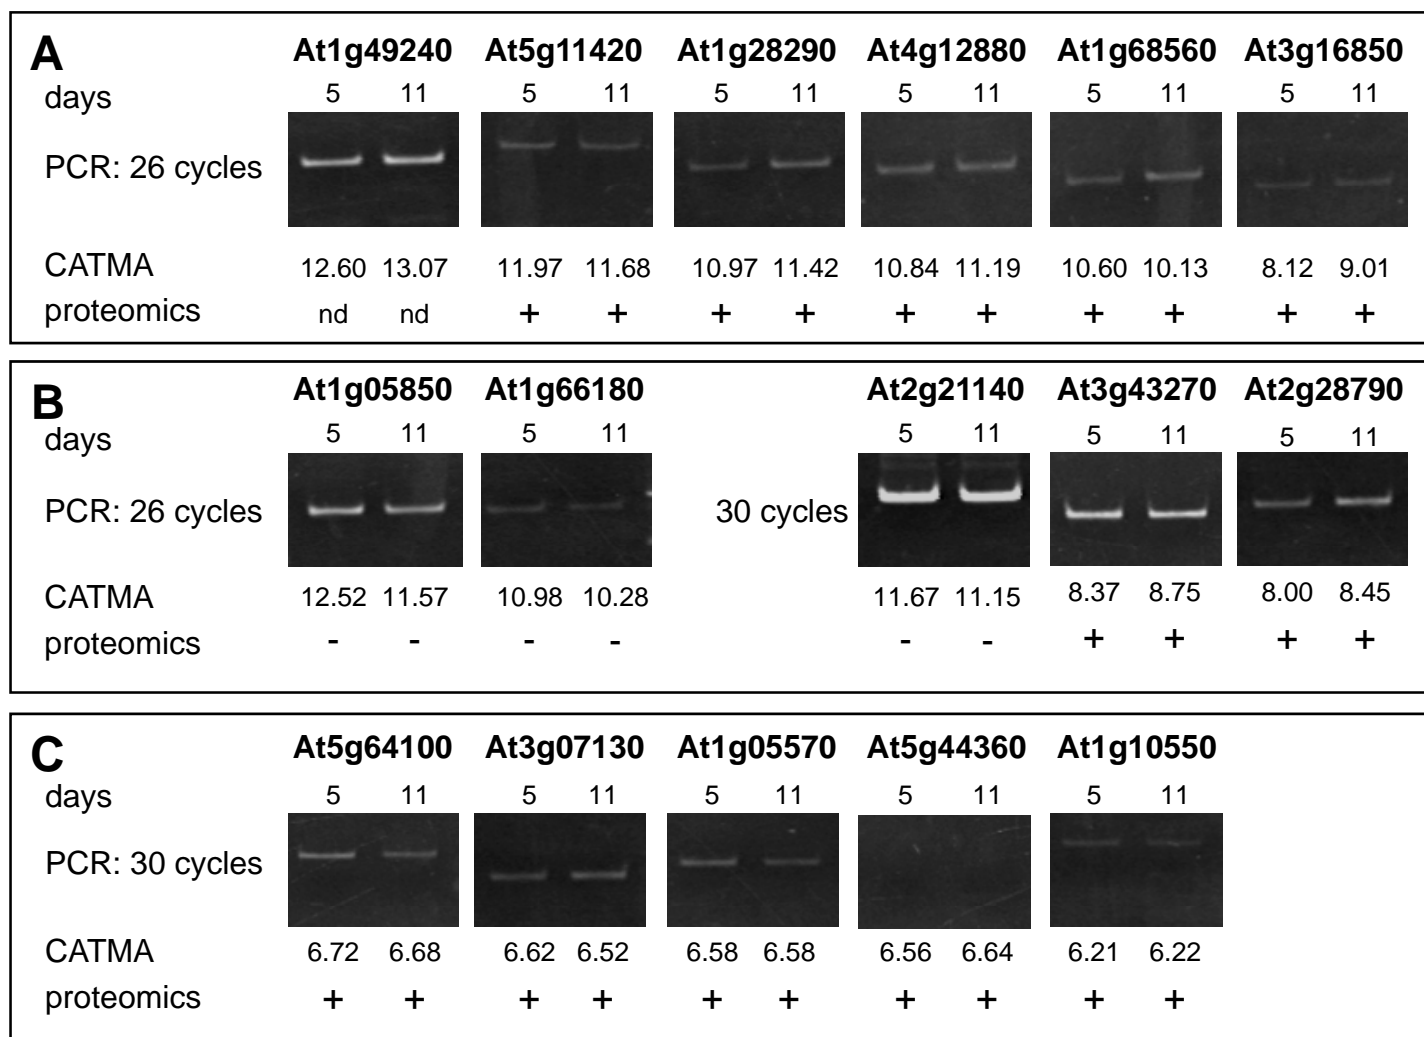 A
At1g49240 At5g11420 At1g28290 At4g12880 At1g68560 At3g16850
days 5 11 5 11 5 11 5 11 5 11 5 11
PCR: 26 cycles
CATMA 12.60 13.07 11.97 11.68 10.97 11.42 10.84 11.19 10.60 10.13 8.12 9.01
proteomics nd nd + + + + + + + + + +
B
At1g05850 At1g66180 At2g21140 At3g43270 At2g28790
days 5 11 5 11 5 11 5 11 5 11
PCR: 26 cycles 30 cycles
CATMA 12.52 11.57 10.98 10.28 11.67 11.15 8.37 8.75 8.00 8.45
proteomics - - - - - - + + + +
C
At5g64100 At3g07130 At1g05570 At5g44360 At1g10550
days 5 11 5 11 5 11 5 11 5 11
PCR: 30 cycles
CATMA 6.72 6.68 6.62 6.52 6.58 6.58 6.56 6.64 6.21 6.22
proteomics + + + + + + + + + +